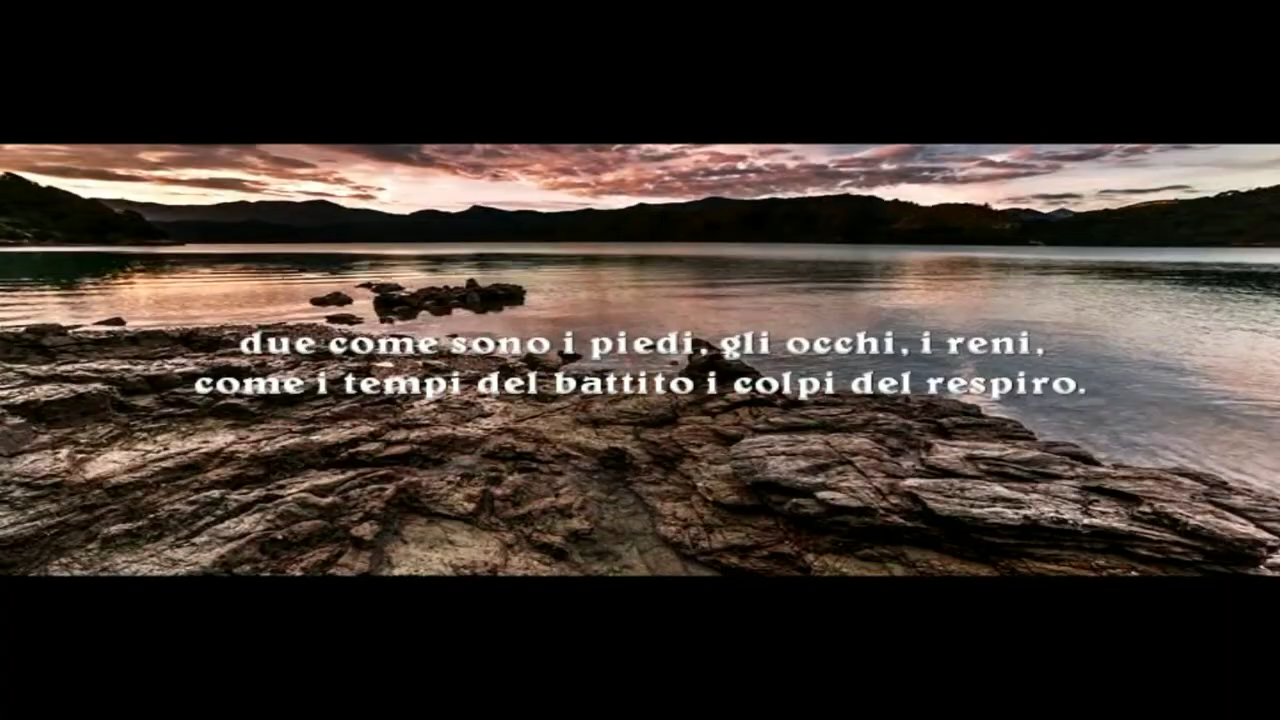 due come sono i piedi, gli occhi, i reni,
come i tempi del battito i colpi del respiro.